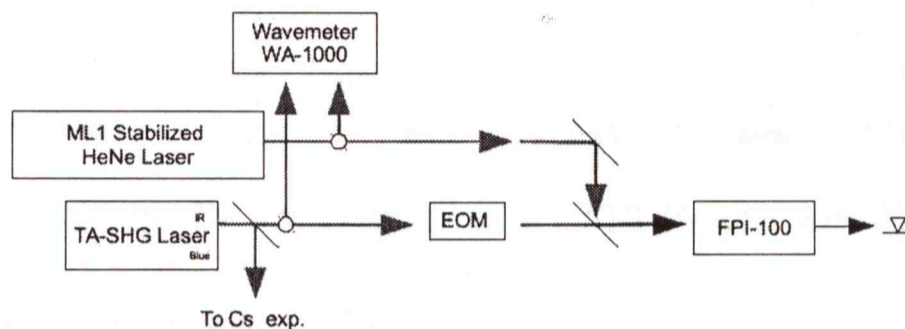 Wavemeter
WA-1000
ML1 Stabilized
HeNe Laser
IR
TA-SHG Laser
Blue
EOM
FPI-100
To Cs exp.